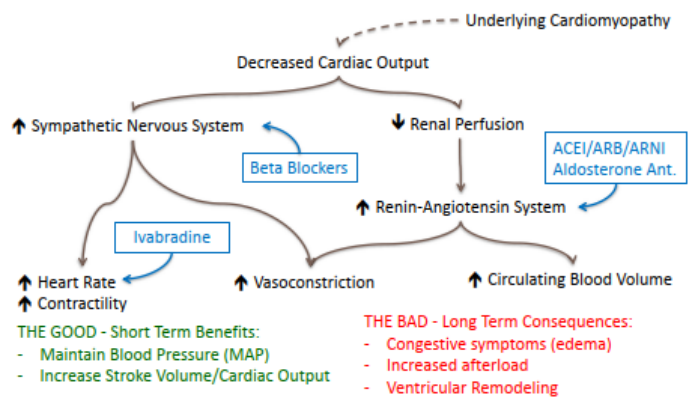 Underlying Cardiomyopathy
Decreased Cardiac Output
↑ Sympathetic Nervous System
↓ Renal Perfusion
Beta Blockers
ACEI/ARB/ARNI
Aldosterone Ant.
↑ Renin-Angiotensin System
Ivabradine
↑ Heart Rate
↑ Contractility
↑ Vasoconstriction
↑ Circulating Blood Volume
THE GOOD - Short Term Benefits:
- Maintain Blood Pressure (MAP)
- Increase Stroke Volume/Cardiac Output
THE BAD - Long Term Consequences:
- Congestive symptoms (edema)
- Increased afterload
- Ventricular Remodeling